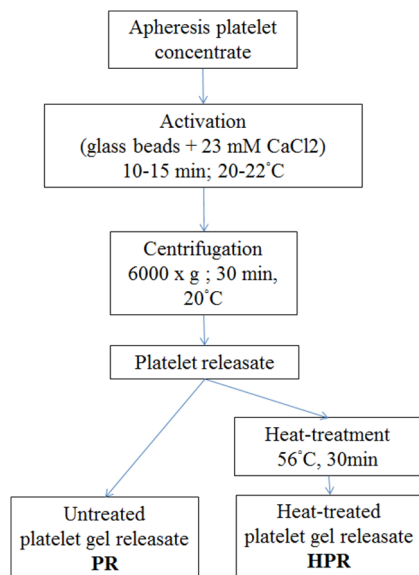 Apheresis platelet
concentrate
Activation
(glass beads + 23 mM CaCl2)
10-15 min; 20-22˚C
Centrifugation
6000 x g ; 30 min,
20˚C
Platelet releasate
Heat-treatment
56˚C, 30min
Untreated
platelet gel releasate
PR
Heat-treated
platelet gel releasate
HPR